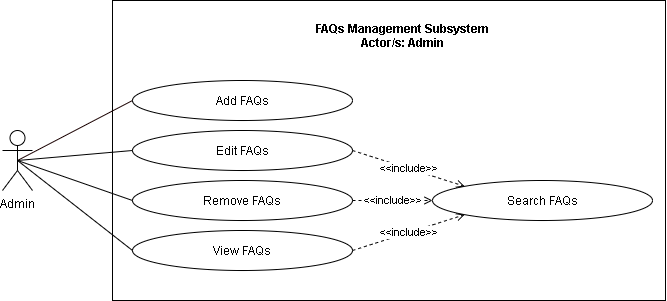 FAQs Management Subsystem
Actor/s: Admin
Add FAQs
Edit FAQs
<<include>>
Remove FAQs
<<include>>
Search FAQs
Admin
<<include>>
View FAQs